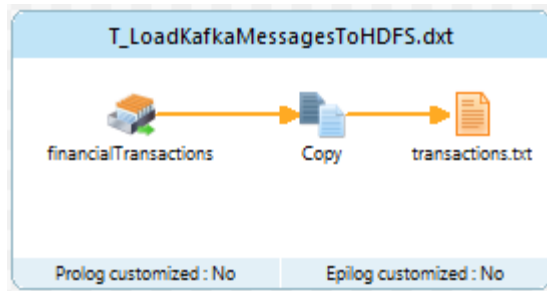 T_LoadKafkaMessagesToHDFS.dxt
financialTransactions
Copy
transactions.txt
Prolog customized : No
Epilog customized : No